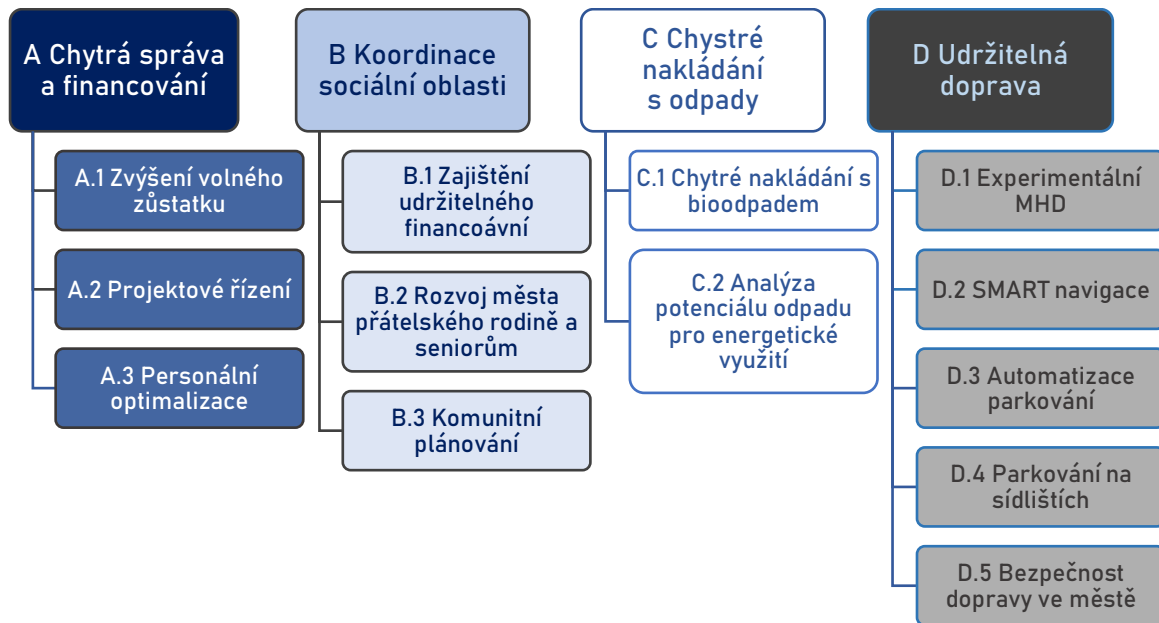 A Chytrá správa
a financování
A.1 Zvýšení volného
zůstatku
A.2 Projektové řízení
A.3 Personální
optimalizace
B Koordinace
sociální oblasti
B.1 Zajištění
udržitelného
financoávní
B.2 Rozvoj města
přátelského rodině a
seniorům
B.3 Komunitní
plánování
C Chystré
nakládání
s odpady
C.1 Chytré nakládání s
bioodpadem
C.2 Analýza
potenciálu odpadu
pro energetické
využití
D Udržitelná
doprava
D.1 Experimentální
MHD
D.2 SMART navigace
D.3 Automatizace
parkování
D.4 Parkování na
sídlištích
D.5 Bezpečnost
dopravy ve městě